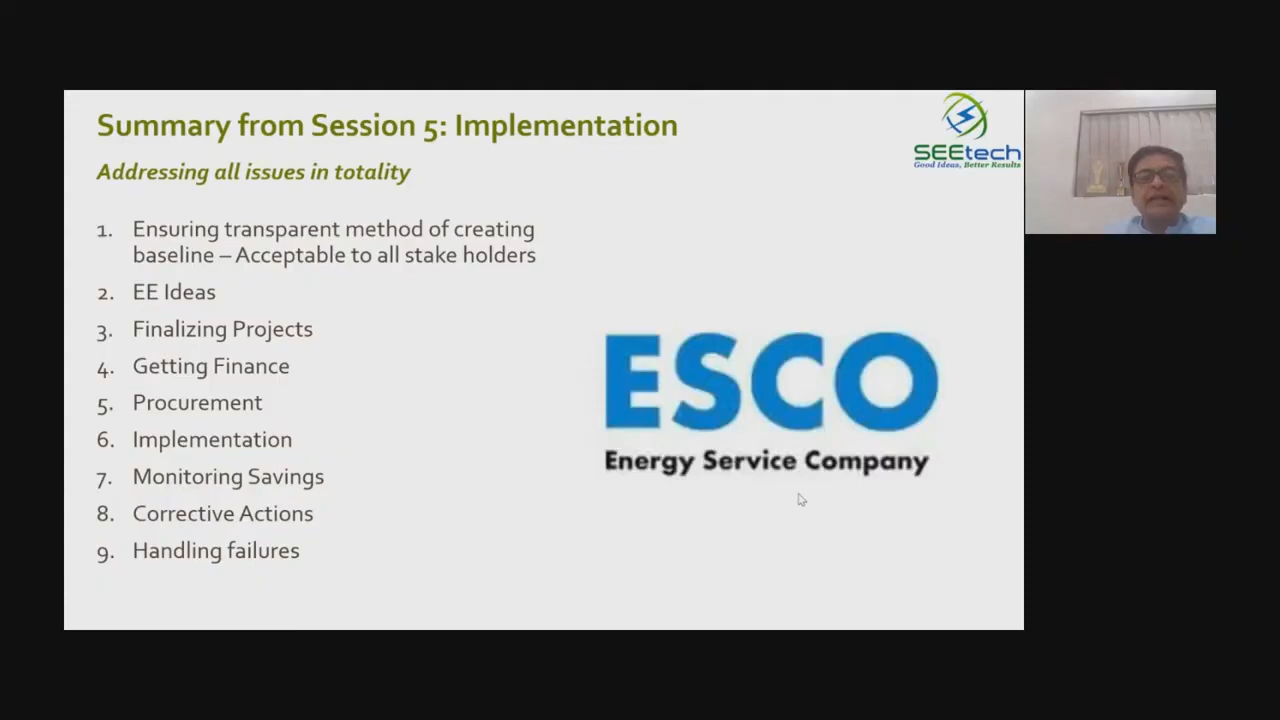 Summary from Session 5: Implementation
Addressing all issues in totality
1. Ensuring transparent method of creating
baseline – Acceptable to all stake holders
2. EE Ideas
3. Finalizing Projects
4. Getting Finance
5. Procurement
6. Implementation
7. Monitoring Savings
8. Corrective Actions
9. Handling failures
SEEtech
Good Ideas, Better Results
ESCO
Energy Service Company